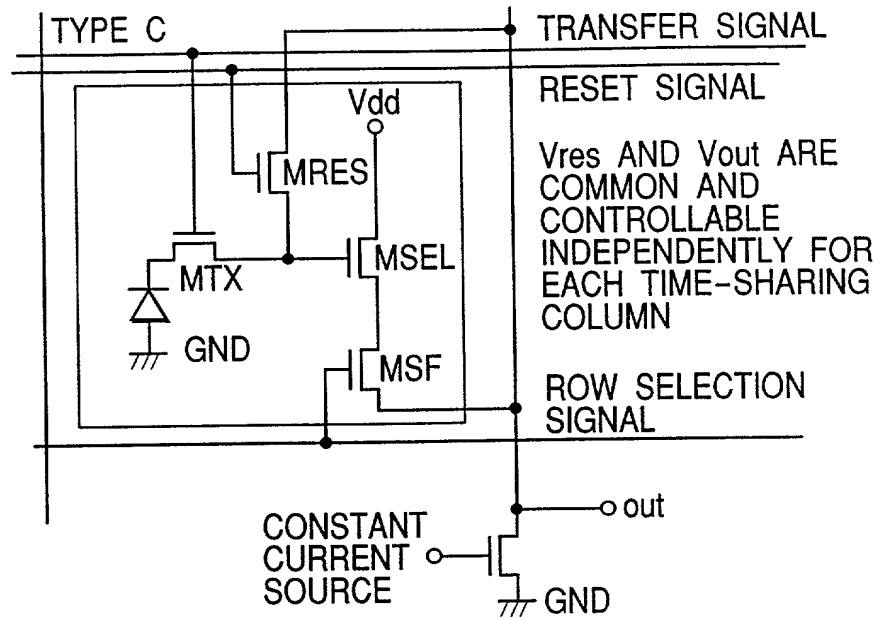 TYPE C
TRANSFER SIGNAL
RESET SIGNAL
Vdd
MRES
Vres AND Vout ARE
COMMON AND
CONTROLLABLE
INDEPENDENTLY FOR
EACH TIME-SHARING
COLUMN
MSEL
MTX
GND
MSF
ROW SELECTION
SIGNAL
out
CONSTANT
CURRENT
SOURCE
GND